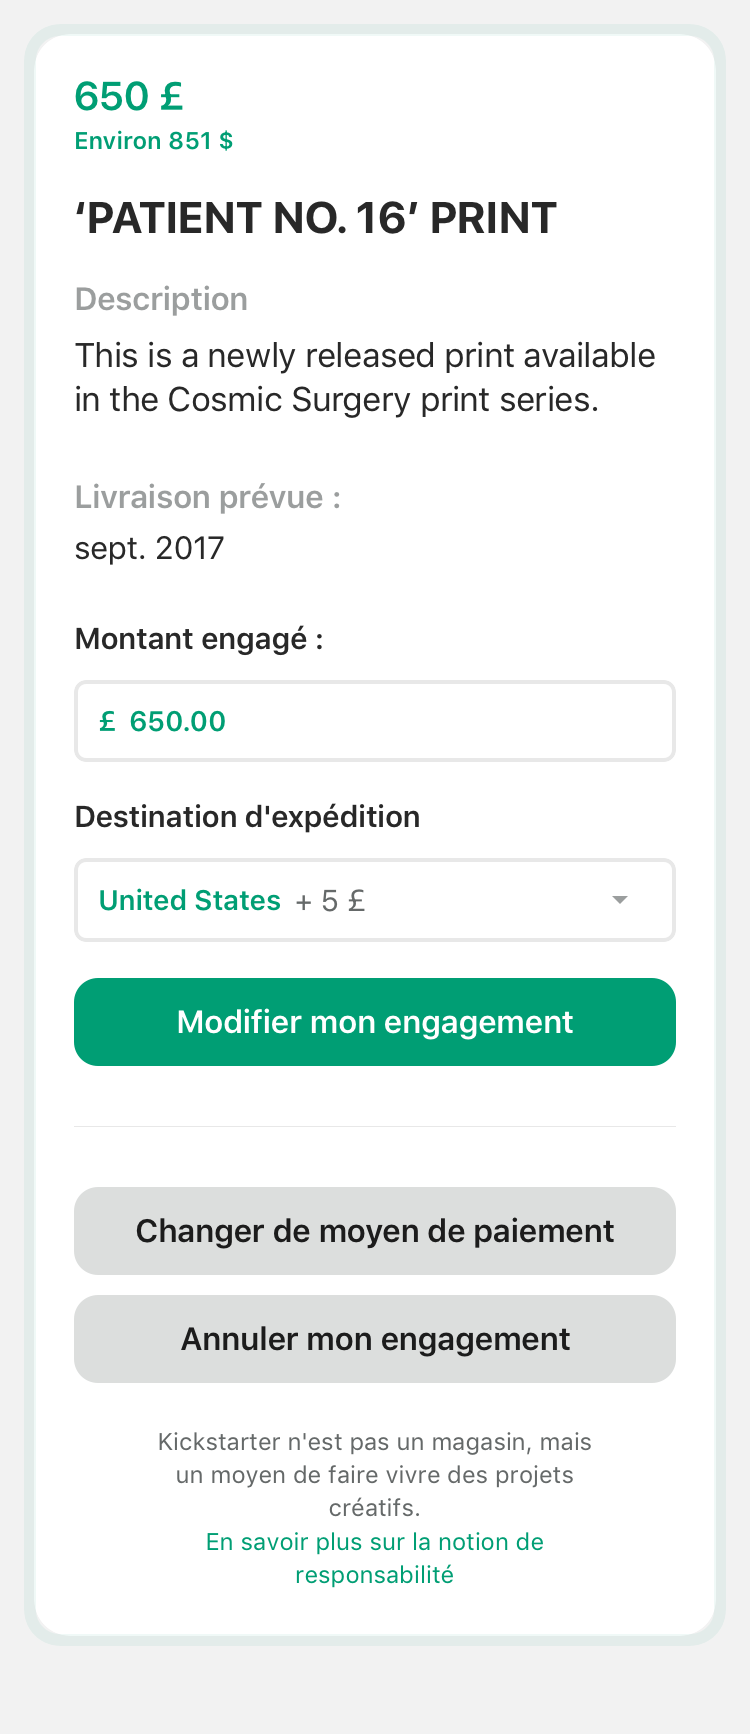 650 £
Environ 851 $
‘PATIENT NO. 16’ PRINT
Description
This is a newly released print available
in the Cosmic Surgery print series.
Livraison prévue :
sept. 2017
Montant engagé :
£ 650.00
Destination d'expédition
United States + 5 £
Modifier mon engagement
Changer de moyen de paiement
Annuler mon engagement
Kickstarter n'est pas un magasin, mais
un moyen de faire vivre des projets
créatifs.
En savoir plus sur la notion de
responsabilité